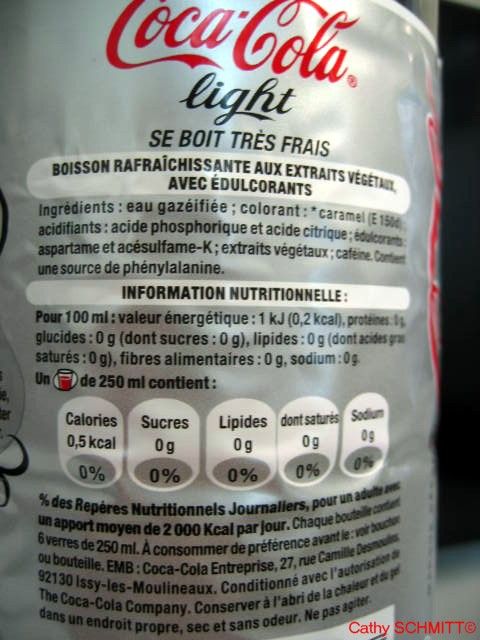 Coca-Cola®
light
SE BOIT TRÈS FRAIS
BOISSON RAFRAÎCHISSANTE AUX EXTRAITS VÉGÉTAUX,
AVEC ÉDULCORANTS
Ingrédients : eau gazéifiée ; colorant : *caramel (E 150d)
acidifiants : acide phosphorique et acide citrique ; édulcorants :
aspartame et acésulfame-K ; extraits végétaux ; caféine. Contient
une source de phénylalanine.
INFORMATION NUTRITIONNELLE :
Pour 100 ml : valeur énergétique : 1 kJ (0,2 kcal), protéines : 0 g,
glucides : 0 g (dont sucres : 0 g), lipides : 0 g (dont acides gras
saturés : 0 g), fibres alimentaires : 0 g, sodium : 0 g.
Un de 250 ml contient :
Calories Sucres Lipides dont saturés Sodium
0,5 kcal 0 g 0 g 0 g 0 g
0% 0% 0% 0% 0%
% des Repères Nutritionnels Journaliers, pour un adulte avec
un apport moyen de 2 000 Kcal par jour. Chaque bouteille contient
6 verres de 250 ml. À consommer de préférence avant le : voir bouchon
ou bouteille. EMB : Coca-Cola Entreprise, 27, rue Camille Desmoulins,
92130 Issy-les-Moulineaux. Conditionné avec l'autorisation de
The Coca-Cola Company. Conserver à l'abri de la chaleur et du gel
dans un endroit propre, sec et sans odeur. Ne pas agiter.
Cathy SCHMITT©